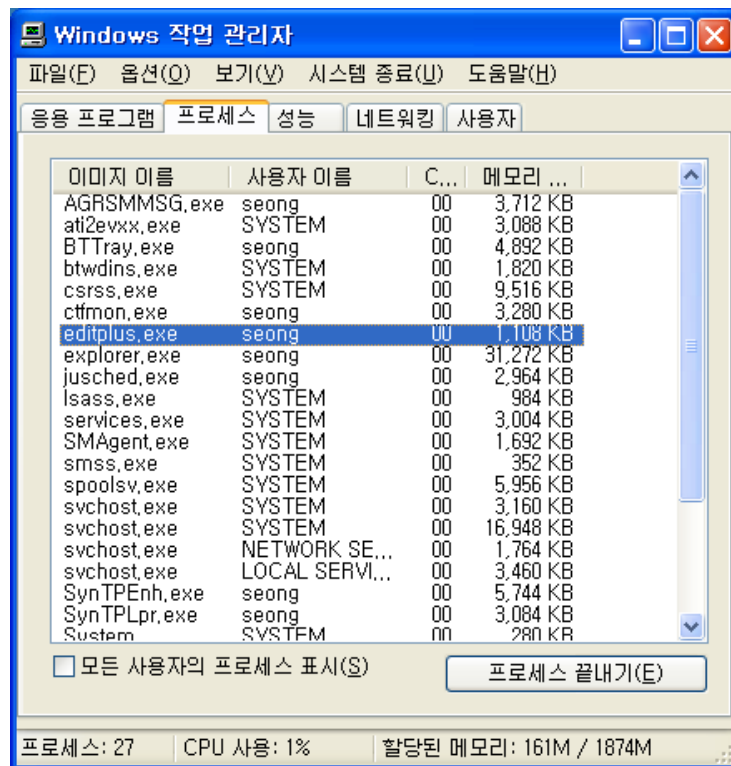 Windows 작업 관리자
파일(F) 옵션(O) 보기(V) 시스템 종료(U) 도움말(H)
응용 프로그램 프로세스 성능 네트워킹 사용자
이미지 이름 사용자 이름 C... 메모리 ...
AGRSMMSG.exe seong 00 3,712 KB
ati2evxx.exe SYSTEM 00 3,088 KB
BTTray.exe seong 00 4,892 KB
btwdins.exe SYSTEM 00 1,820 KB
csrss.exe SYSTEM 00 9,516 KB
ctfmon.exe seong 00 3,280 KB
editplus.exe seong 00 1,108 KB
explorer.exe seong 00 31,272 KB
jusched.exe seong 00 2,964 KB
lsass.exe SYSTEM 00 984 KB
services.exe SYSTEM 00 3,004 KB
SMAgent.exe SYSTEM 00 1,692 KB
smss.exe SYSTEM 00 352 KB
spoolsv.exe SYSTEM 00 5,956 KB
svchost.exe SYSTEM 00 3,160 KB
svchost.exe SYSTEM 00 16,948 KB
svchost.exe NETWORK SE... 00 1,764 KB
svchost.exe LOCAL SERVI... 00 3,460 KB
SynTPEnh.exe seong 00 5,744 KB
SynTPLpr.exe seong 00 3,084 KB
System SYSTEM 00 280 KB
모든 사용자의 프로세스 표시(S) 프로세스 끝내기(E)
프로세스: 27 CPU 사용: 1% 할당된 메모리: 161M / 1874M